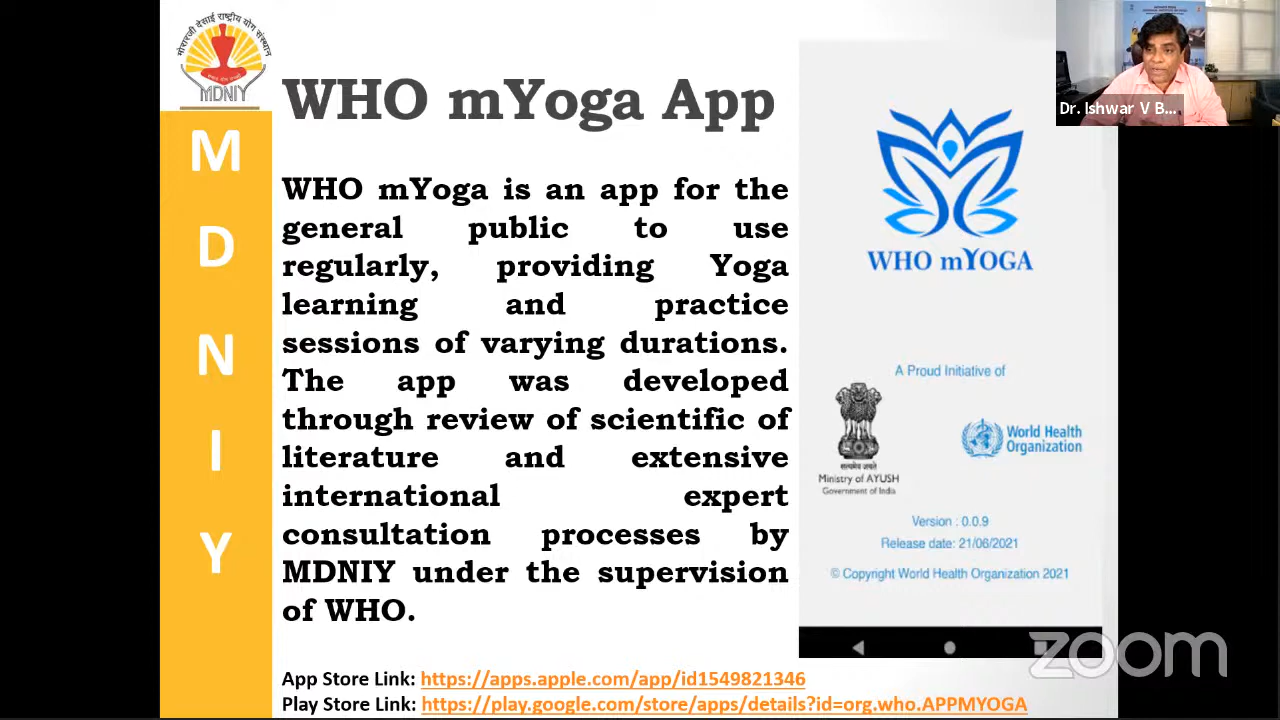 मोरारजी देसाई राष्ट्रीय योग संस्थान
MDNIY
M
D
N
I
Y
WHO mYoga App
WHO mYoga is an app for the
general public to use
regularly, providing Yoga
learning and practice
sessions of varying durations.
The app was developed
through review of scientific of
literature and extensive
international expert
consultation processes by
MDNIY under the supervision
of WHO.
App Store Link: https://apps.apple.com/app/id1549821346
Play Store Link: https://play.google.com/store/apps/details?id=org.who.APPMYOGA
WHO mYOGA
A Proud Initiative of
सत्यमेव जयते
Ministry of AYUSH
Government of India
World Health
Organization
Version : 0.0.9
Release date: 21/06/2021
© Copyright World Health Organization 2021
Dr. Ishwar V B...
zoom